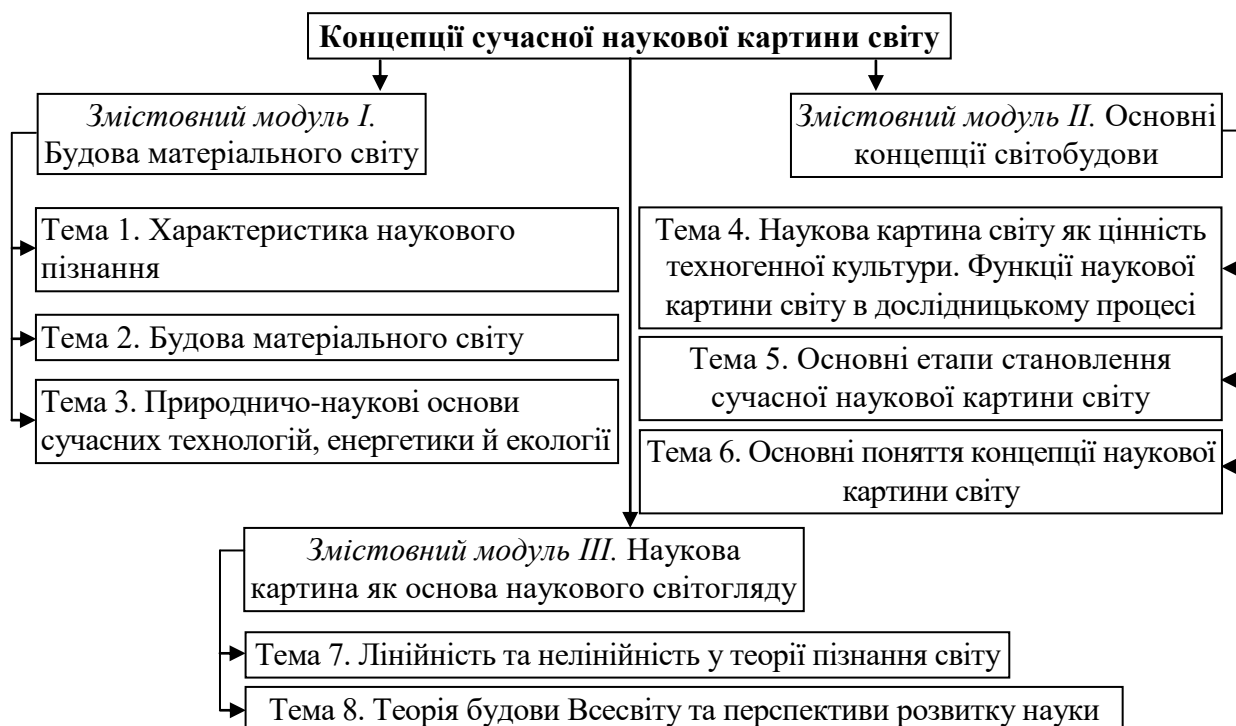 Концепції сучасної наукової картини світу
Змістовний модуль І.
Будова матеріального світу
Тема 1. Характеристика наукового
пізнання
Тема 2. Будова матеріального світу
Тема 3. Природничо-наукові основи
сучасних технологій, енергетики й екології
Змістовний модуль ІІ. Основні
концепції світобудови
Тема 4. Наукова картина світу як цінність
техногенної культури. Функції наукової
картини світу в дослідницькому процесі
Тема 5. Основні етапи становлення
сучасної наукової картини світу
Тема 6. Основні поняття концепції наукової
картини світу
Змістовний модуль ІІІ. Наукова
картина як основа наукового світогляду
Тема 7. Лінійність та нелінійність у теорії пізнання світу
Тема 8. Теорія будови Всесвіту та перспективи розвитку науки